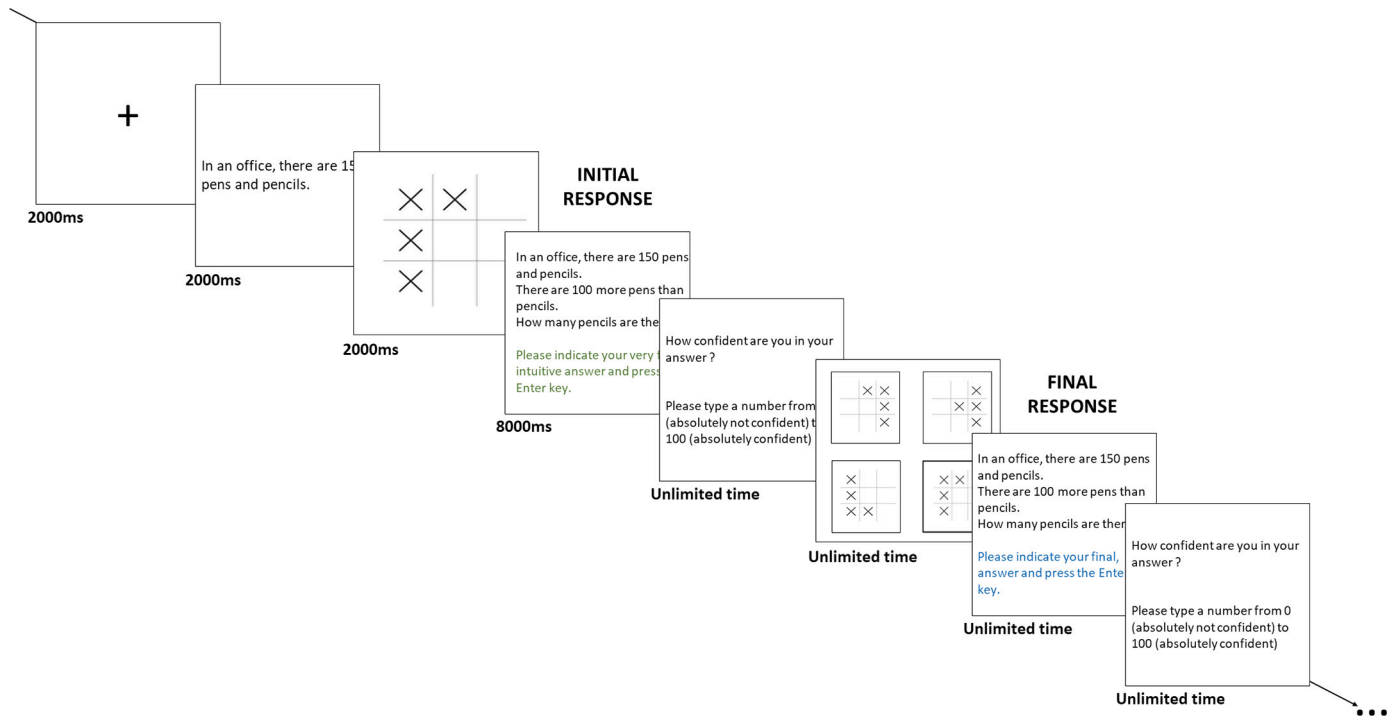 +
2000ms
In an office, there are 15
pens and pencils.
2000ms
2000ms
INITIAL
RESPONSE
In an office, there are 150 pens
and pencils.
There are 100 more pens than
pencils.
How many pencils are the
Please indicate your very f
intuitive answer and press
Enter key.
8000ms
How confident are you in your
answer ?
Please type a number from
(absolutely not confident) t
100 (absolutely confident)
Unlimited time
Unlimited time
FINAL
RESPONSE
In an office, there are 150 pens
and pencils.
There are 100 more pens than
pencils.
How many pencils are ther
Please indicate your final,
answer and press the Ente
key.
Unlimited time
How confident are you in your
answer ?
Please type a number from 0
(absolutely not confident) to
100 (absolutely confident)
Unlimited time
...